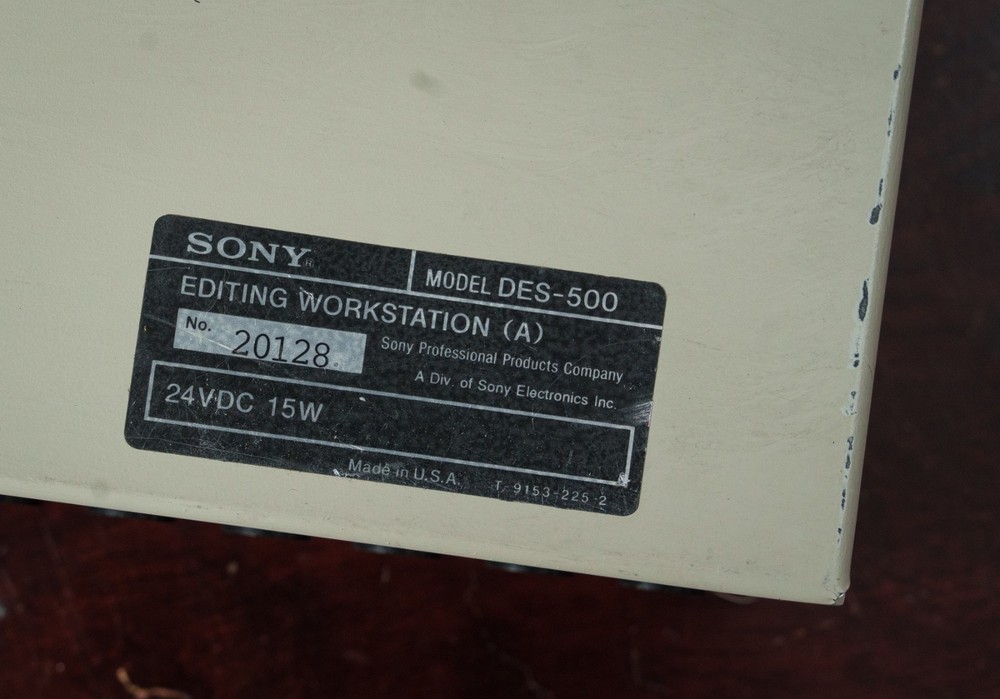 SONY®
MODEL DES-500
EDITING WORKSTATION (A)
No. 20128
Sony Professional Products Company
A Div. of Sony Electronics Inc.
24VDC 15W
Made in U.S.A.
T 9153-225-2